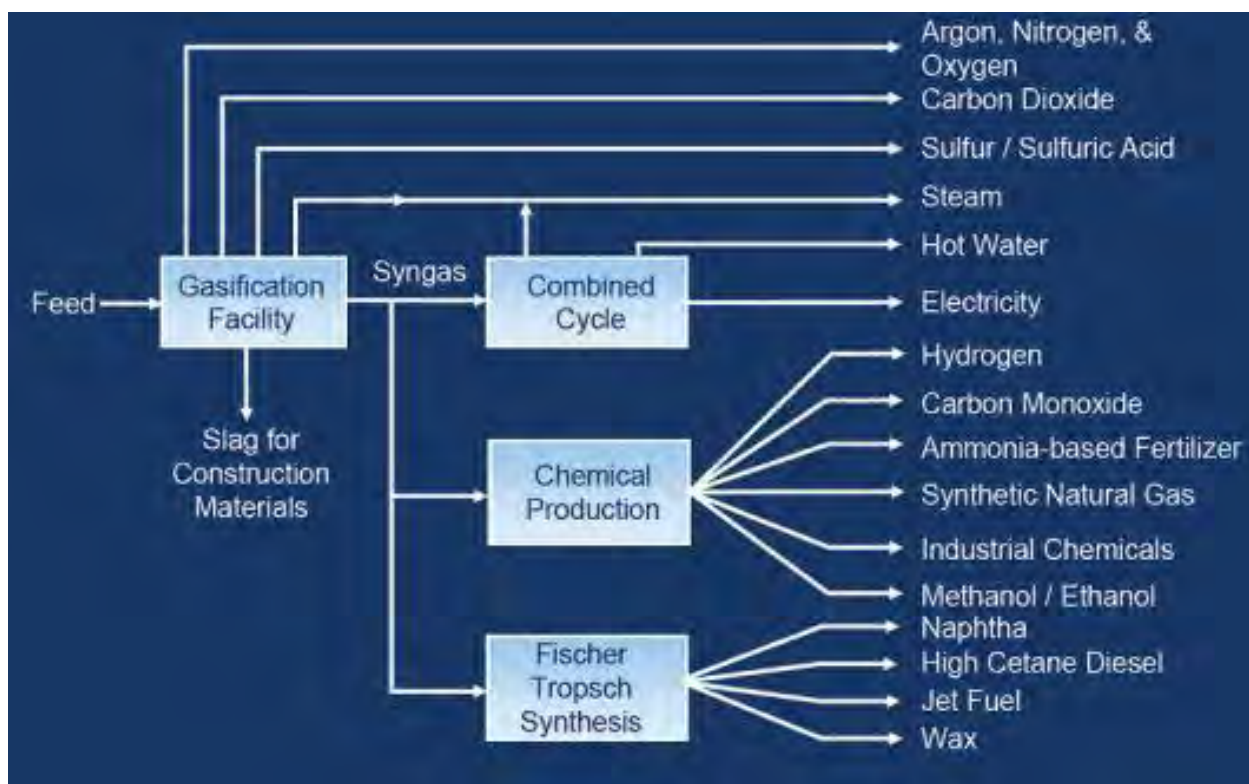 Argon, Nitrogen, &
Oxygen
Carbon Dioxide
Sulfur / Sulfuric Acid
Steam
Hot Water
Syngas
Feed
Gasification
Facility
Combined
Cycle
Electricity
Hydrogen
Carbon Monoxide
Ammonia-based Fertilizer
Slag for
Construction
Materials
Chemical
Production
Synthetic Natural Gas
Industrial Chemicals
Methanol / Ethanol
Naphtha
Fischer
Tropsch
Synthesis
High Cetane Diesel
Jet Fuel
Wax